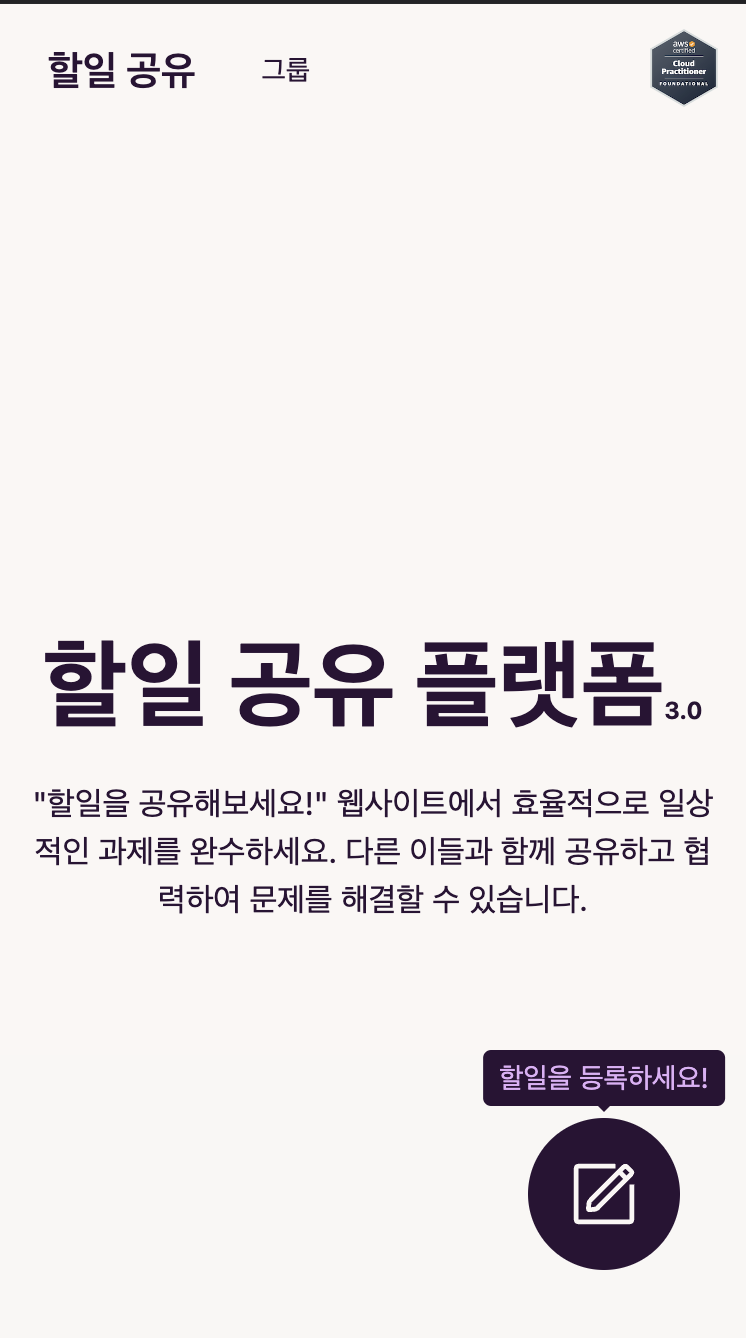 할일 공유
그룹
aws
certified
Cloud
Practitioner
FOUNDATIONAL
할일 공유 플랫폼3.0
"할일을 공유해보세요!" 웹사이트에서 효율적으로 일상
적인 과제를 완수하세요. 다른 이들과 함께 공유하고 협
력하여 문제를 해결할 수 있습니다.
할일을 등록하세요!